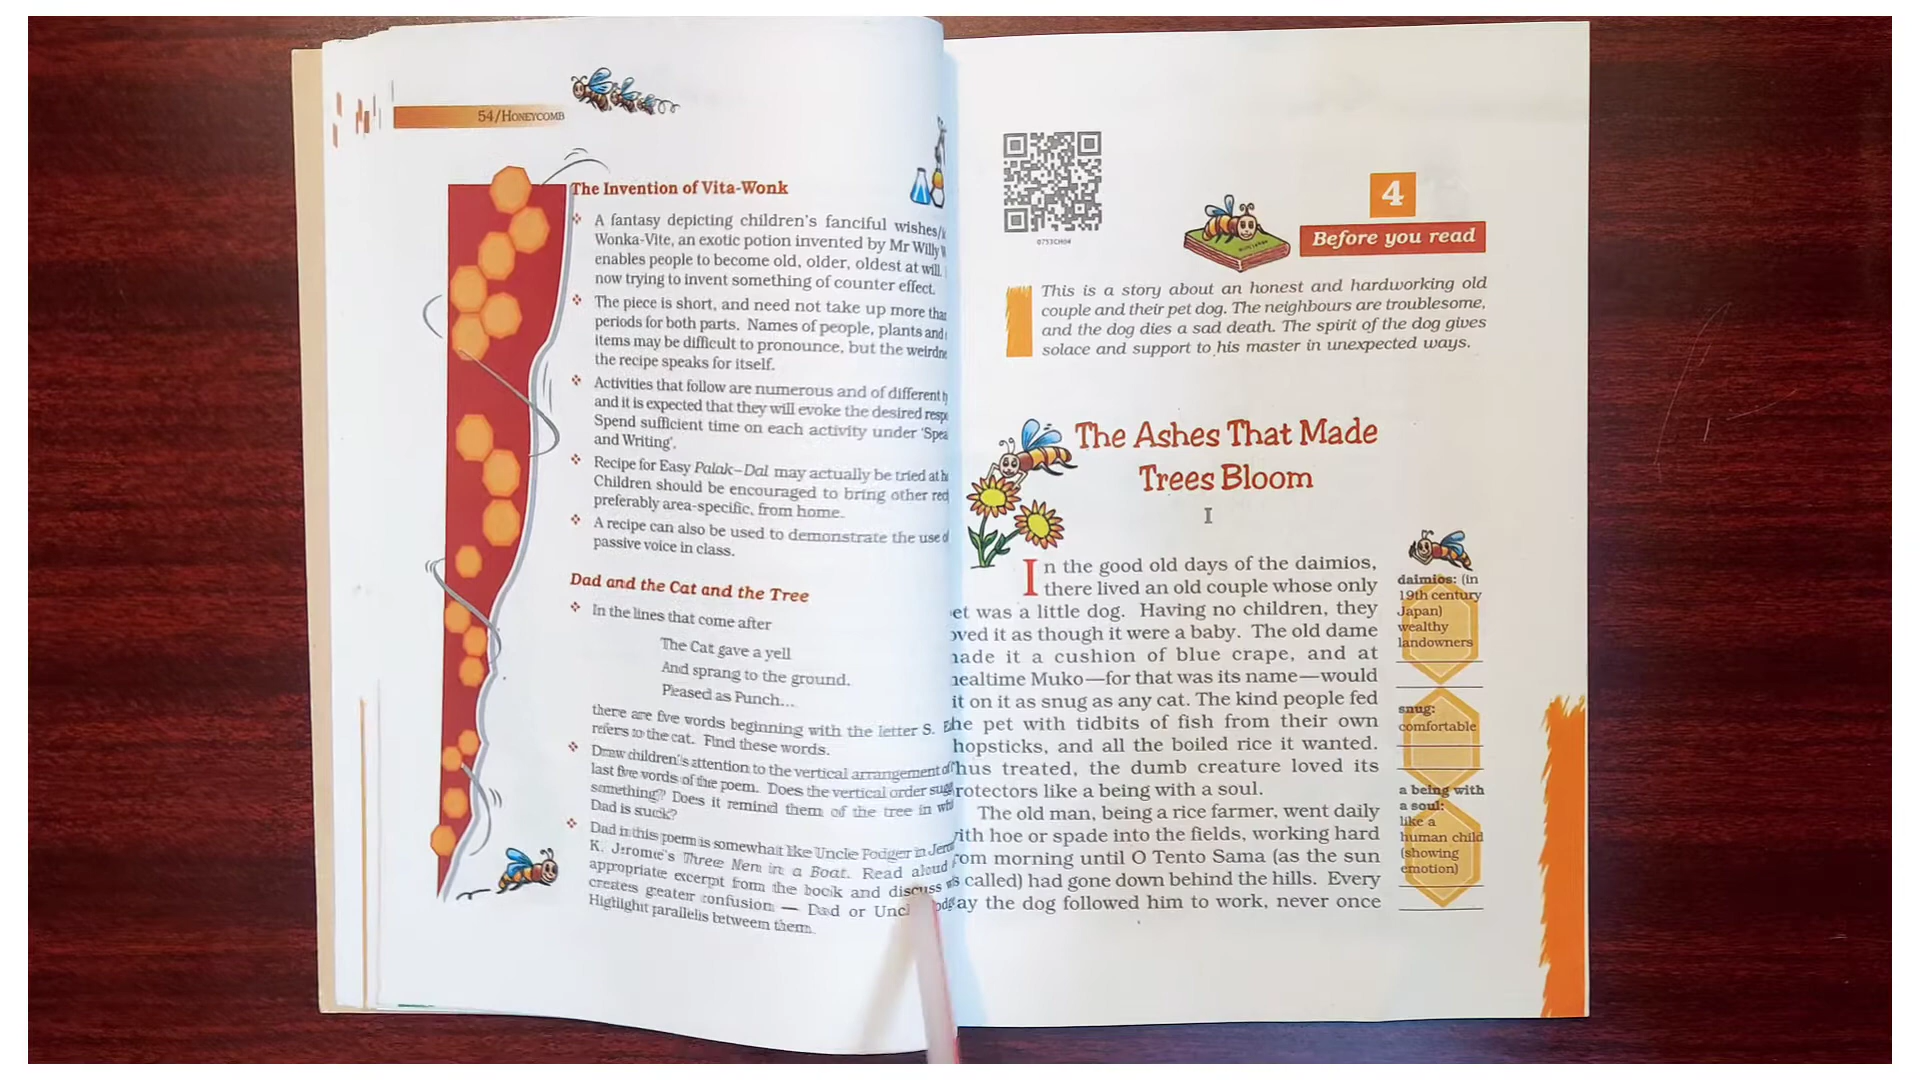 54/HONEYCOMB
The Invention of Vita-Wonk
❖ A fantasy depicting children's fanciful wishes/
Wonka-Vite, an exotic potion invented by Mr Willy
enables people to become old, older, oldest at will.
now trying to invent something of counter effect.
❖ The piece is short, and need not take up more than
periods for both parts. Names of people, plants and
items may be difficult to pronounce, but the
the recipe speaks for itself.
❖ Activities that follow are numerous and of different
and it is expected that they will evoke the desired
Spend sufficient time on each activity under
and Writing'.
❖ Recipe for Easy Palak–Dal may actually be tried at
Children should be encouraged to bring other
preferably area-specific, from home.
❖ A recipe can also be used to demonstrate the use
passive voice in class.
Dad and the Cat and the Tree
❖ In the lines that come after
The Cat gave a yell
And sprang to the ground.
Pleased as Punch...
there are five words beginning with the letter S.
refers to the cat. Find these words.
❖ Draw children's attention to the vertical arrangement of
last five words of the poem. Does the vertical order
something? Does it remind them of the tree in
Dad is stuck?
❖ Dad in this poem is somewhat like Uncle Podger in
K. Jerome's Three Men in a Boat. Read aloud
appropriate excerpt from the book and discuss
creates greater confusion — Dad or
Highlight parallels between them.
0753CH04
4
Before you read
This is a story about an honest and hardworking old
couple and their pet dog. The neighbours are troublesome,
and the dog dies a sad death. The spirit of the dog gives
solace and support to his master in unexpected ways.
The Ashes That Made
Trees Bloom
I
In the good old days of the daimios,
there lived an old couple whose only
et was a little dog. Having no children, they
oved it as though it were a baby. The old dame
ade it a cushion of blue crape, and at
ealtime Muko—for that was its name—would
it on it as snug as any cat. The kind people fed
he pet with tidbits of fish from their own
hopsticks, and all the boiled rice it wanted.
hus treated, the dumb creature loved its
rotectors like a being with a soul.
The old man, being a rice farmer, went daily
ith hoe or spade into the fields, working hard
om morning until O Tento Sama (as the sun
s called) had gone down behind the hills. Every
ay the dog followed him to work, never once
daimios: (in
19th century
Japan)
wealthy
landowners
snug:
comfortable
a being with
a soul:
like a
human child
(showing
emotion)